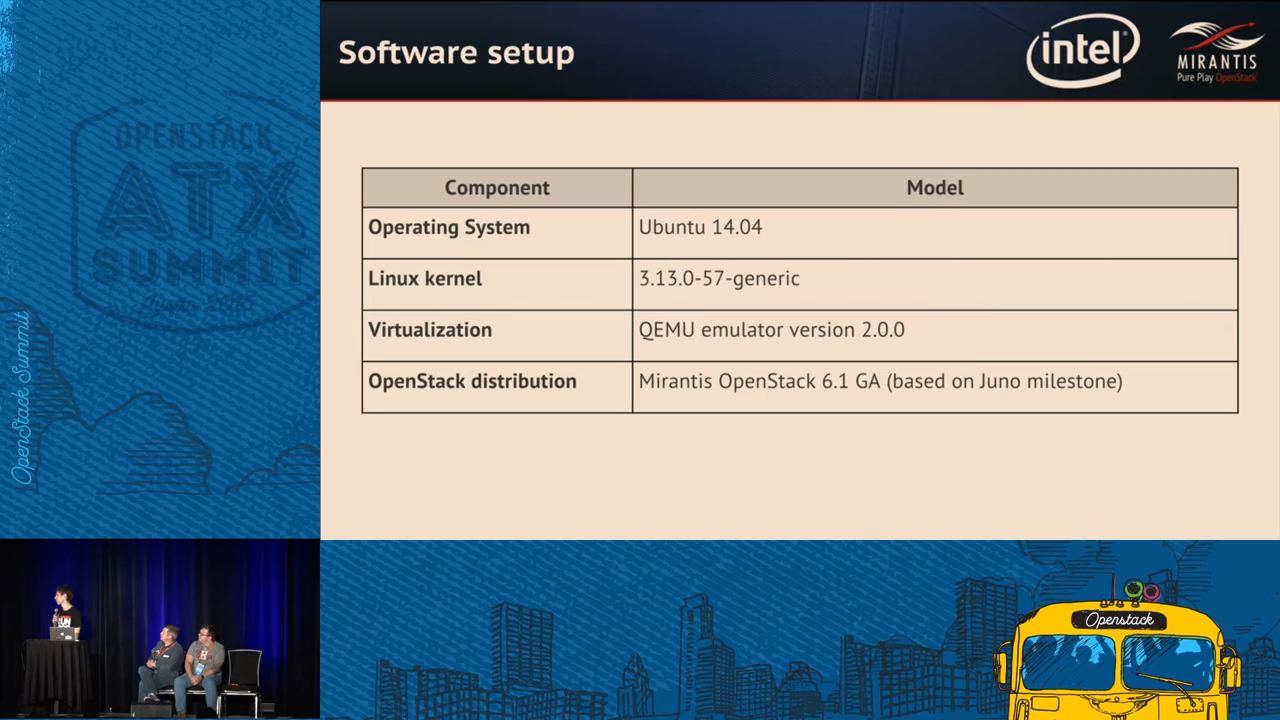 Software setup
intel
MIRANTIS
Pure Play OpenStack
OPENSTACK
ATX
SUMMIT
Austin 2016
OpenStack Summit
Component Model
Operating System Ubuntu 14.04
Linux kernel 3.13.0-57-generic
Virtualization QEMU emulator version 2.0.0
OpenStack distribution Mirantis OpenStack 6.1 GA (based on Juno milestone)
Openstack